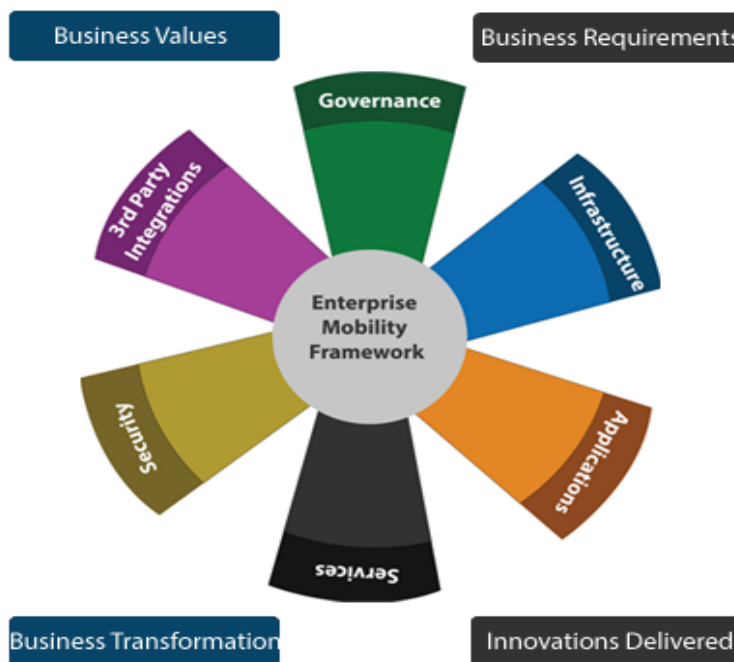 Business Values
Business Requirements
Governance
3rd Party
Integrations
Infrastructure
Enterprise
Mobility
Framework
Security
Applications
Services
Business Transformation
Innovations Delivered